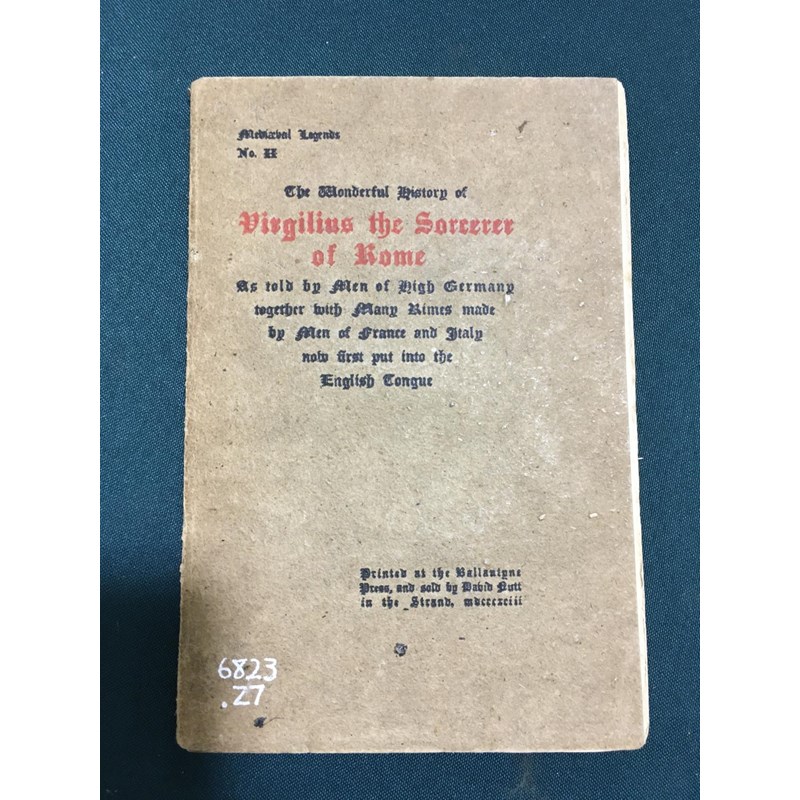 Mediæval Legends
No. II
The Wonderful History of
Virgilius the Sorcerer
of Rome
As told by Men of High Germany
together with Many Rimes made
by Men of France and Italy
now first put into the
English Tongue
Printed at the Ballantyne
Press, and sold by David Nutt
in the Strand, mdcccxciii
6823
.Z7